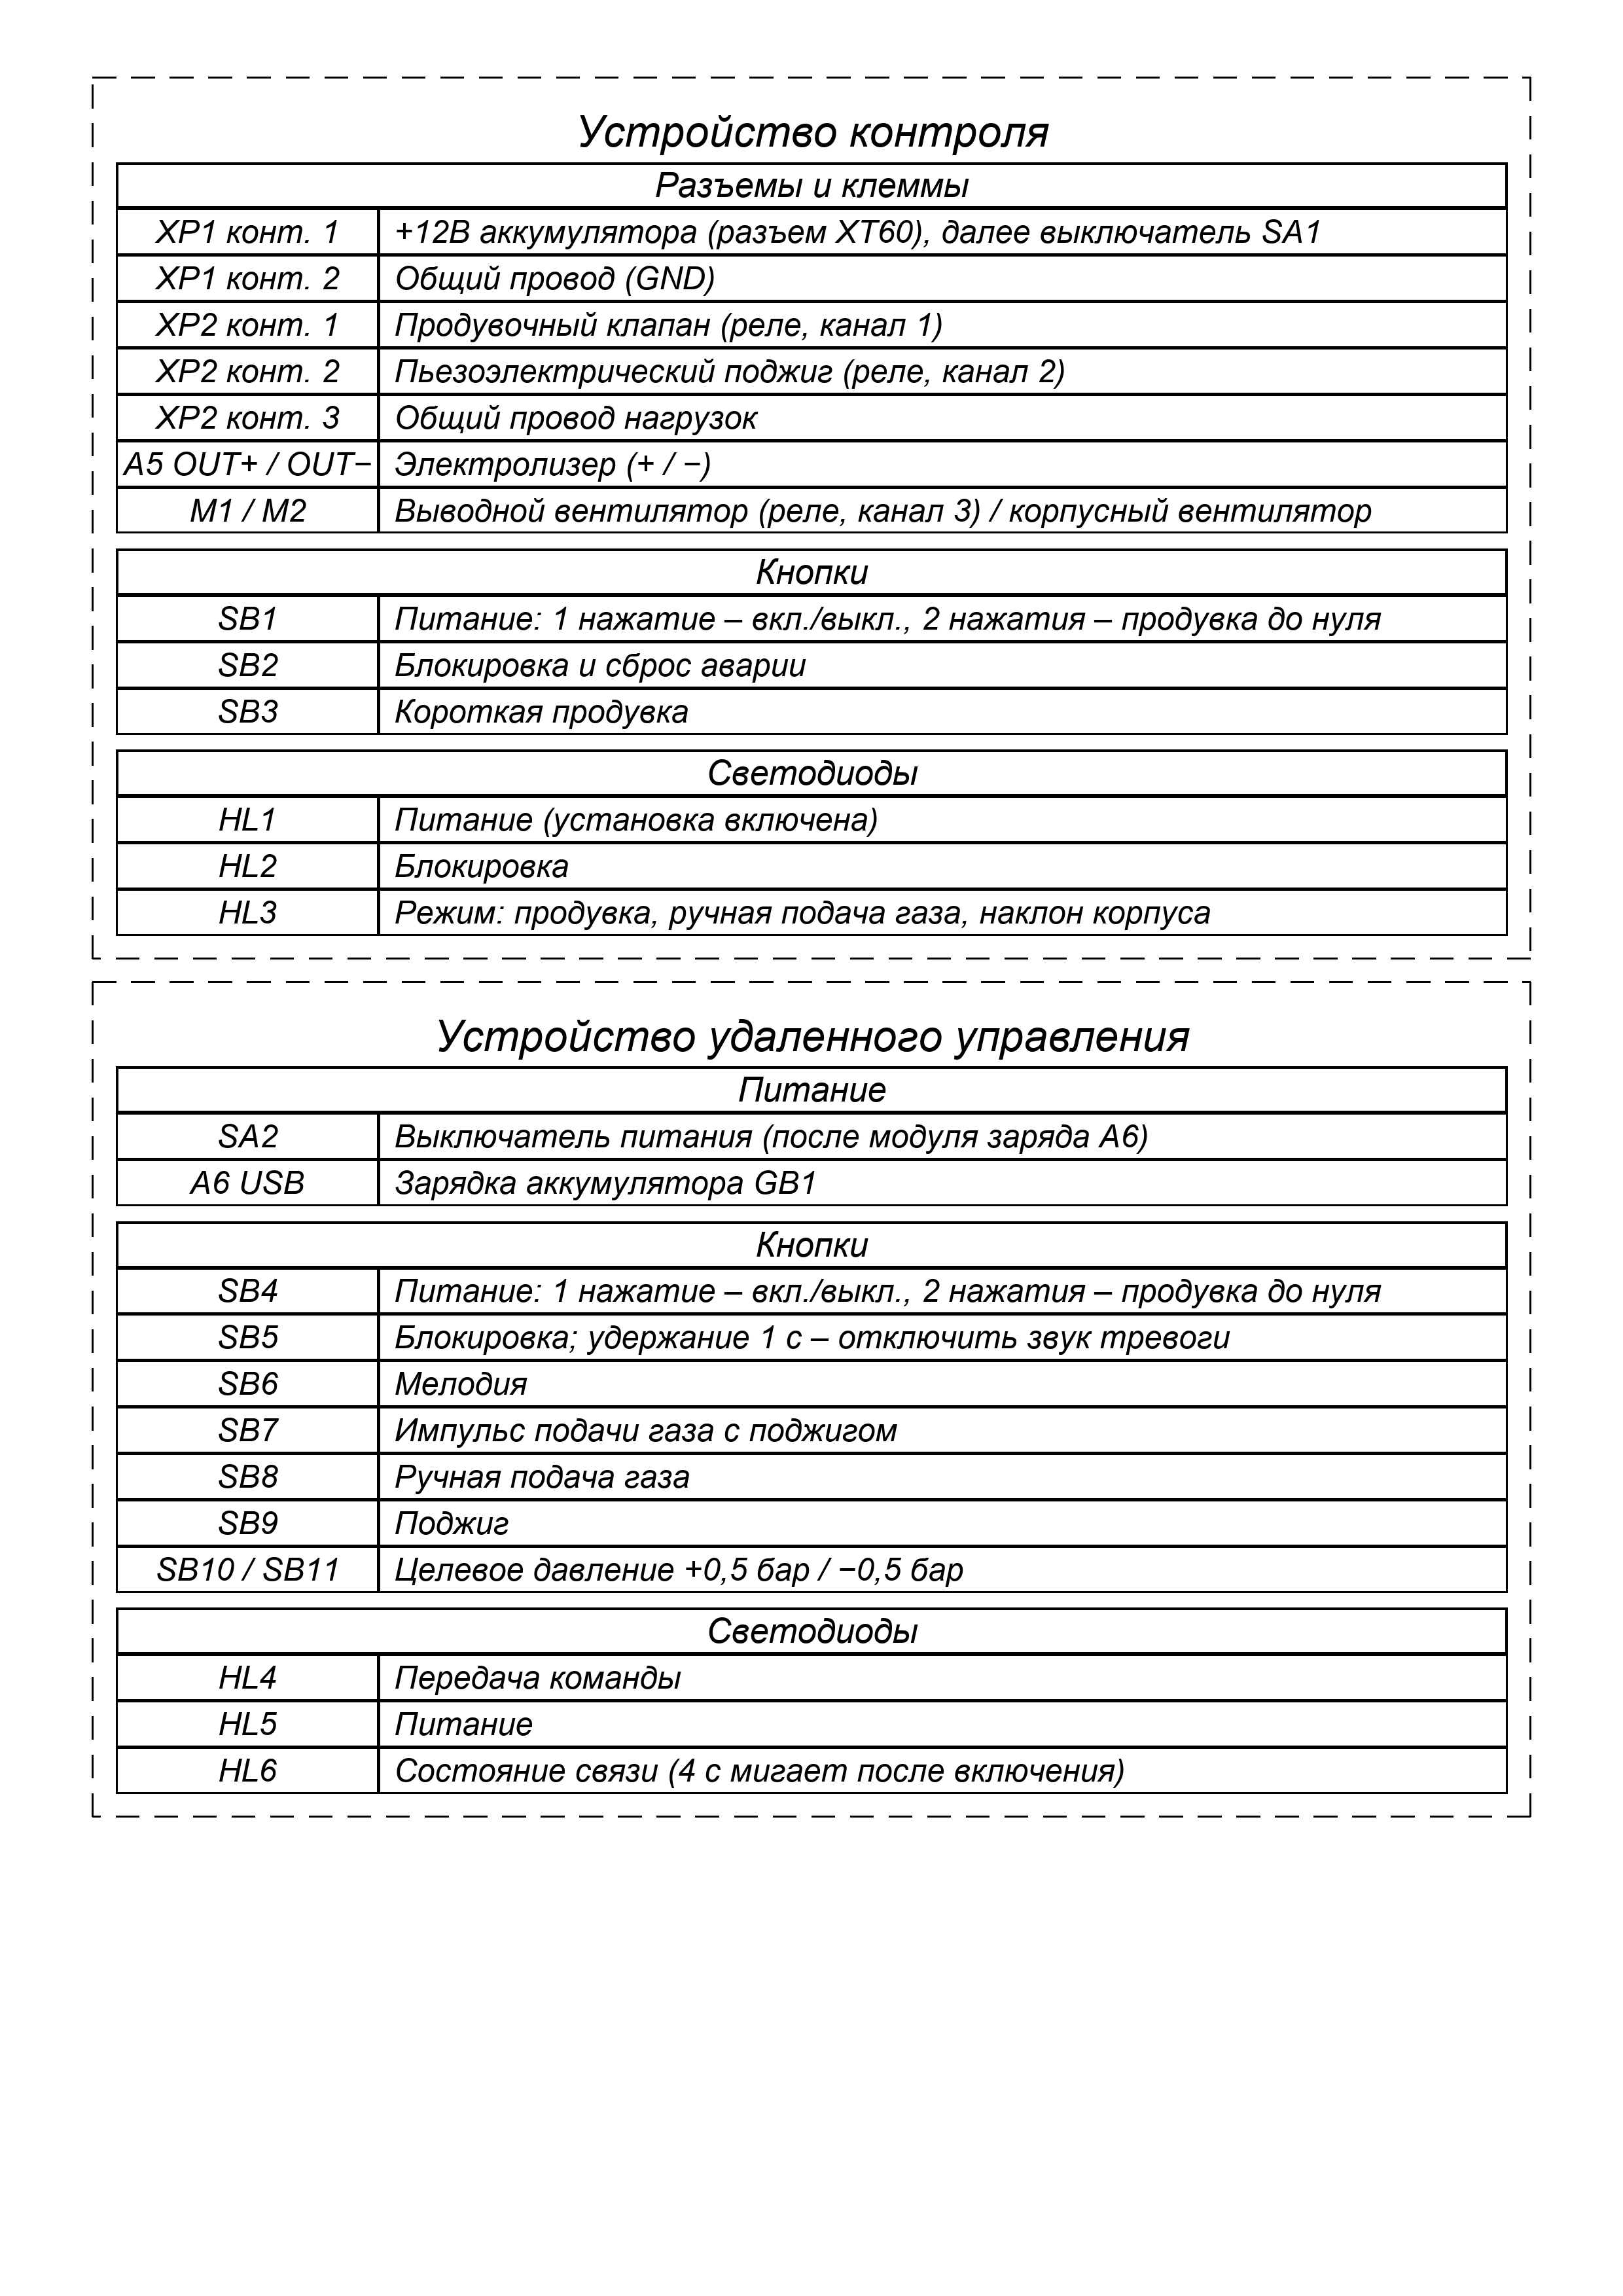 Устройство контроля
Разъемы и клеммы
XP1 конт. 1 +12В аккумулятора (разъем XT60), далее выключатель SA1
XP1 конт. 2 Общий провод (GND)
XP2 конт. 1 Продувочный клапан (реле, канал 1)
XP2 конт. 2 Пьезоэлектрический поджиг (реле, канал 2)
XP2 конт. 3 Общий провод нагрузок
A5 OUT+ / OUT− Электролизер (+ / −)
M1 / M2 Выводной вентилятор (реле, канал 3) / корпусный вентилятор
Кнопки
SB1 Питание: 1 нажатие – вкл./выкл., 2 нажатия – продувка до нуля
SB2 Блокировка и сброс аварии
SB3 Короткая продувка
Светодиоды
HL1 Питание (установка включена)
HL2 Блокировка
HL3 Режим: продувка, ручная подача газа, наклон корпуса
Устройство удаленного управления
Питание
SA2 Выключатель питания (после модуля заряда A6)
A6 USB Зарядка аккумулятора GB1
Кнопки
SB4 Питание: 1 нажатие – вкл./выкл., 2 нажатия – продувка до нуля
SB5 Блокировка; удержание 1 с – отключить звук тревоги
SB6 Мелодия
SB7 Импульс подачи газа с поджигом
SB8 Ручная подача газа
SB9 Поджиг
SB10 / SB11 Целевое давление +0,5 бар / −0,5 бар
Светодиоды
HL4 Передача команды
HL5 Питание
HL6 Состояние связи (4 с мигает после включения)